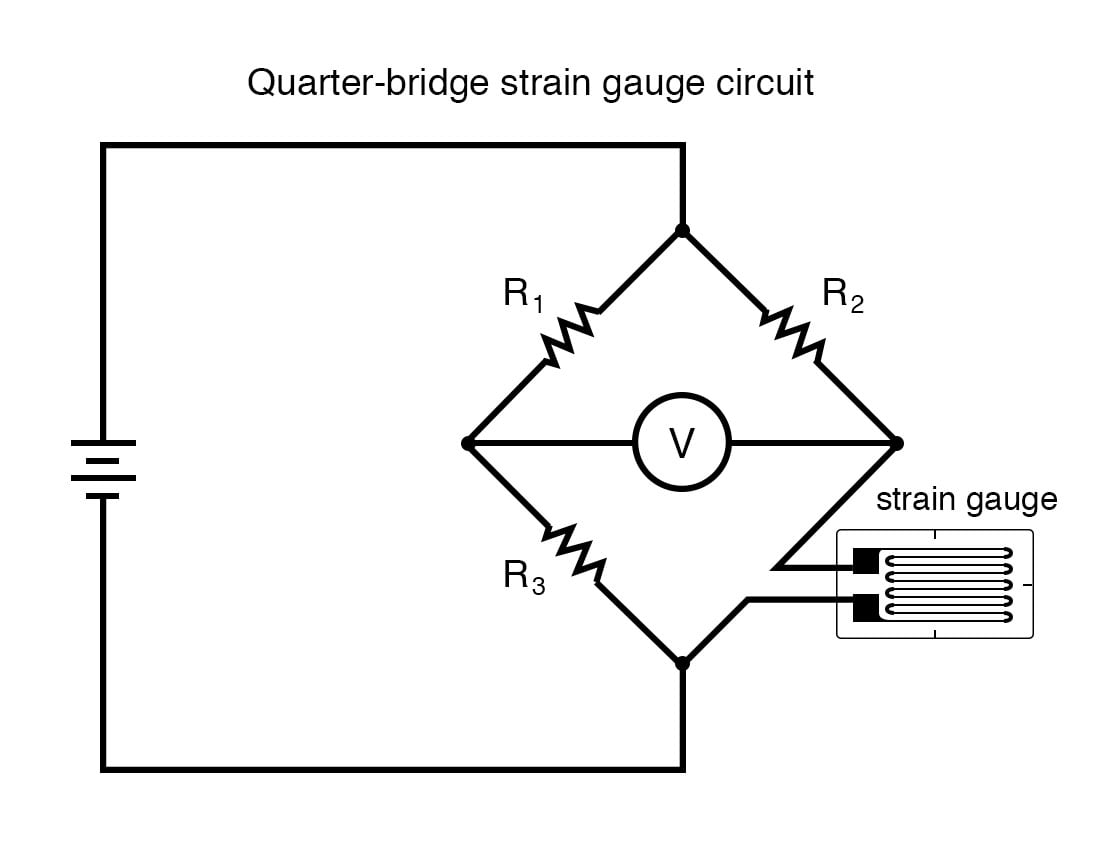 Quarter-bridge strain gauge circuit
R₁
R₂
V
strain gauge
R₃